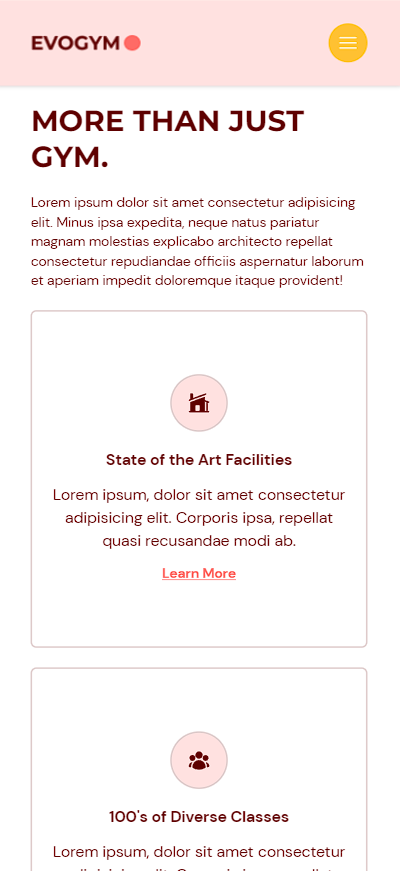 EVOGYM
MORE THAN JUST
GYM.
Lorem ipsum dolor sit amet consectetur adipisicing
elit. Minus ipsa expedita, neque natus pariatur
magnam molestias explicabo architecto repellat
consectetur repudiandae officiis aspernatur laborum
et aperiam impedit doloremque itaque provident!
State of the Art Facilities
Lorem ipsum, dolor sit amet consectetur
adipisicing elit. Corporis ipsa, repellat
quasi recusandae modi ab.
Learn More
100's of Diverse Classes
Lorem ipsum, dolor sit amet consectetur